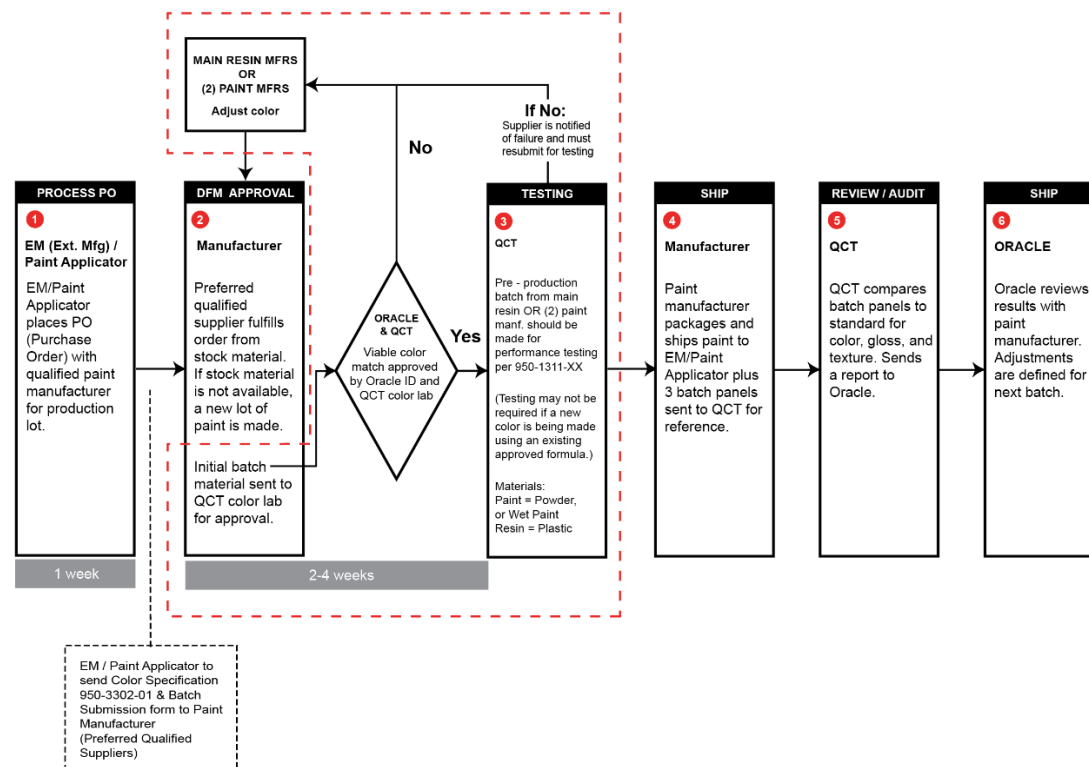 MAIN RESIN MFRS
OR
(2) PAINT MFRS
Adjust color
No
If No:
Supplier is notified
of failure and must
resubmit for testing
PROCESS PO
1
EM (Ext. Mfg) /
Paint Applicator
EM/Paint
Applicator
places PO
(Purchase
Order) with
qualified paint
manufacturer
for production
lot.
1 week
DFM APPROVAL
2
Manufacturer
Preferred
qualified
supplier fulfills
order from
stock material.
If stock material
is not available,
a new lot of
paint is made.
Initial batch
material sent to
QCT color lab
for approval.
2-4 weeks
ORACLE
& QCT
Viable color
match approved
by Oracle ID and
QCT color lab
Yes
TESTING
3
QCT
Pre - production
batch from main
resin OR (2) paint
manf. should be
made for
performance testing
per 950-1311-XX
(Testing may not be
required if a new
color is being made
using an existing
approved formula.)
Materials:
Paint = Powder,
or Wet Paint
Resin = Plastic
SHIP
4
Manufacturer
Paint
manufacturer
packages and
ships paint to
EM/Paint
Applicator plus
3 batch panels
sent to QCT for
reference.
REVIEW / AUDIT
5
QCT
QCT compares
batch panels to
standard for
color, gloss, and
texture. Sends
a report to
Oracle.
SHIP
6
ORACLE
Oracle reviews
results with
paint
manufacturer.
Adjustments
are defined for
next batch.
EM / Paint Applicator to
send Color Specification
950-3302-01 & Batch
Submission form to Paint
Manufacturer
(Preferred Qualified
Suppliers)